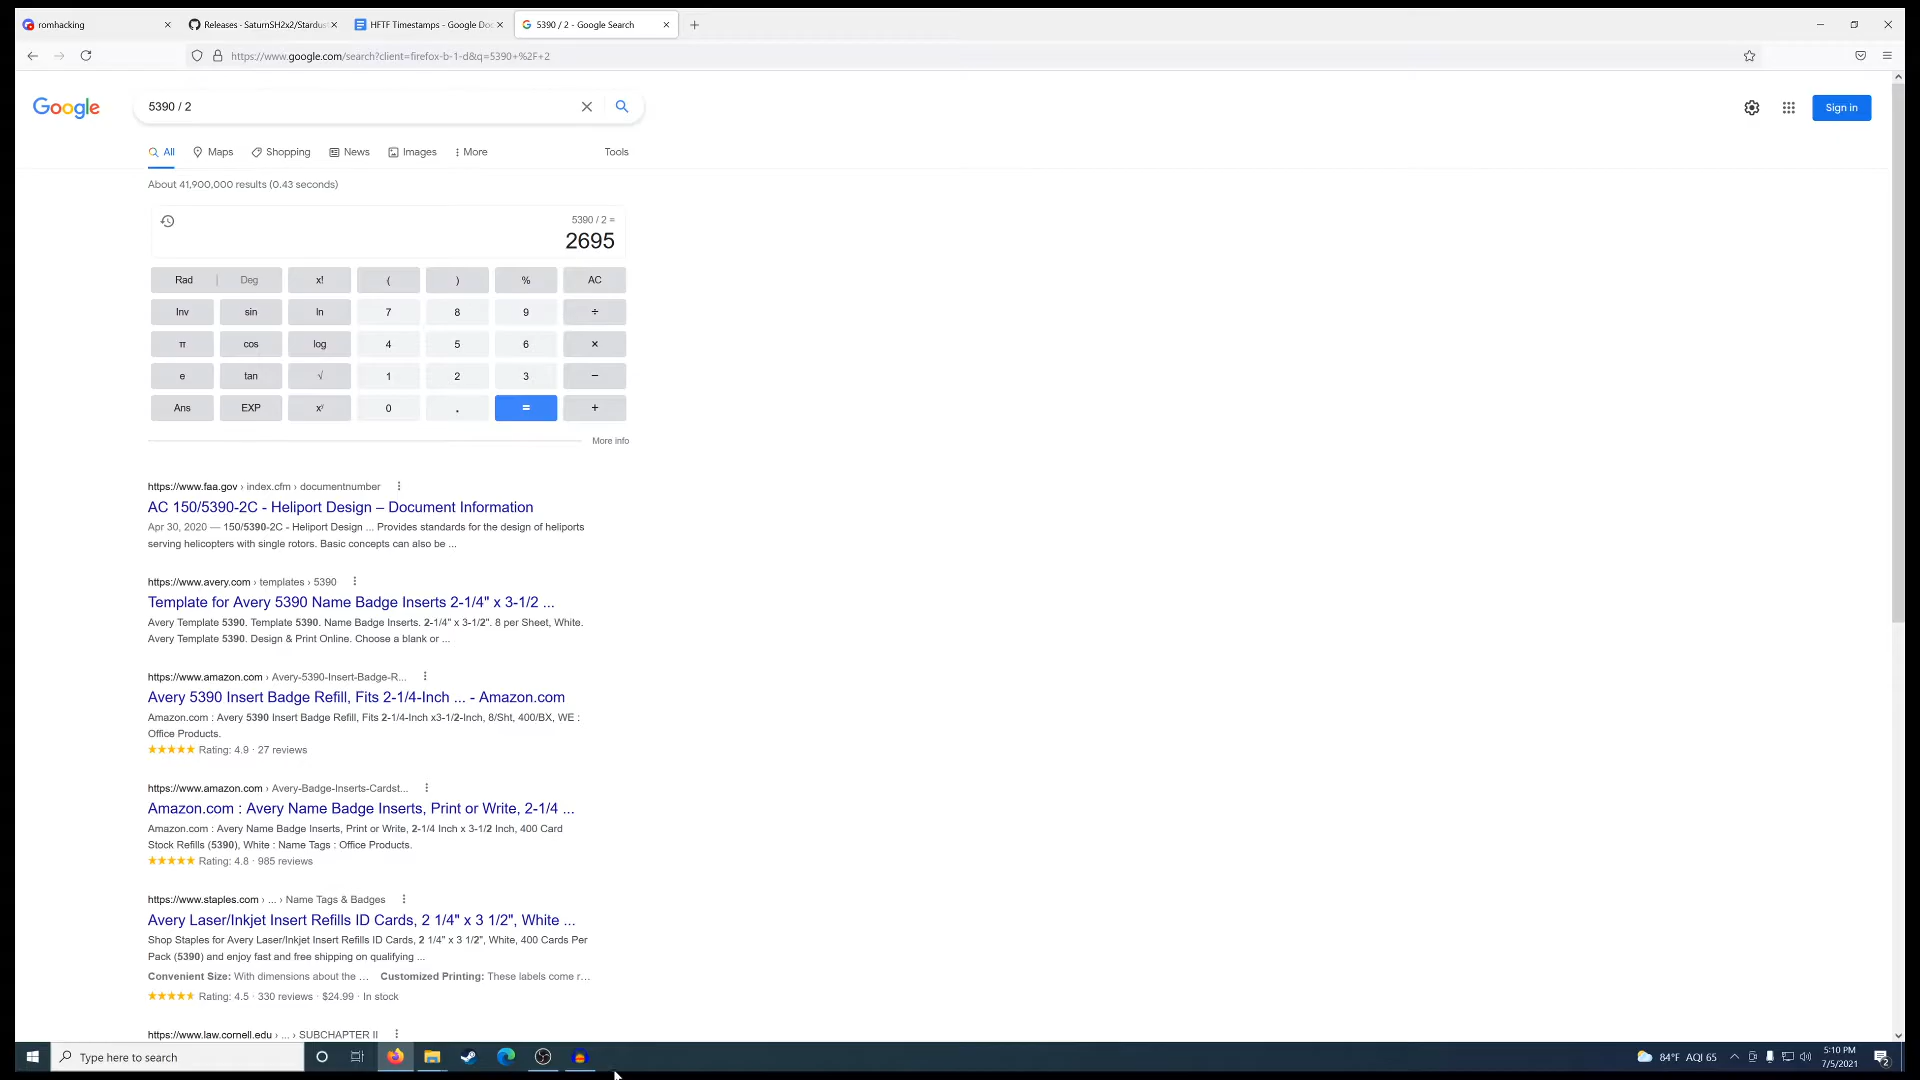 romhacking
Releases - SaturnSH2x2/Stardus
HFTF Timestamps - Google Doc
5390 / 2 - Google Search
https://www.google.com/search?client=firefox-b-1-d&q=5390+%2F+2
Google
5390 / 2
Sign in
All
Maps
Shopping
News
Images
More
Tools
About 41,900,000 results (0.43 seconds)
5390 / 2 =
2695
Rad | Deg x! ( ) % AC
Inv sin ln 7 8 9 ÷
π cos log 4 5 6 ×
e tan √ 1 2 3 −
Ans EXP xʸ 0 . = +
More info
https://www.faa.gov › index.cfm › documentnumber
AC 150/5390-2C - Heliport Design – Document Information
Apr 30, 2020 — 150/5390-2C - Heliport Design ... Provides standards for the design of heliports
serving helicopters with single rotors. Basic concepts can also be ...
https://www.avery.com › templates › 5390
Template for Avery 5390 Name Badge Inserts 2-1/4" x 3-1/2 ...
Avery Template 5390. Template 5390. Name Badge Inserts. 2-1/4" x 3-1/2". 8 per Sheet, White.
Avery Template 5390. Design & Print Online. Choose a blank or ...
https://www.amazon.com › Avery-5390-Insert-Badge-R...
Avery 5390 Insert Badge Refill, Fits 2-1/4-Inch ... - Amazon.com
Amazon.com : Avery 5390 Insert Badge Refill, Fits 2-1/4-Inch x3-1/2-Inch, 8/Sht, 400/BX, WE :
Office Products.
★★★★★ Rating: 4.9 · 27 reviews
https://www.amazon.com › Avery-Badge-Inserts-Cardst...
Amazon.com : Avery Name Badge Inserts, Print or Write, 2-1/4 ...
Amazon.com : Avery Name Badge Inserts, Print or Write, 2-1/4 Inch x 3-1/2 Inch, 400 Card
Stock Refills (5390), White : Name Tags : Office Products.
★★★★★ Rating: 4.8 · 985 reviews
https://www.staples.com › ... › Name Tags & Badges
Avery Laser/Inkjet Insert Refills ID Cards, 2 1/4" x 3 1/2", White ...
Shop Staples for Avery Laser/Inkjet Insert Refills ID Cards, 2 1/4" x 3 1/2", White, 400 Cards Per
Pack (5390) and enjoy fast and free shipping on qualifying ...
Convenient Size: With dimensions about the ... Customized Printing: These labels come r...
Rating: 4.5 · 330 reviews · $24.99 · In stock
https://www.law.cornell.edu › ... › SUBCHAPTER II
Type here to search
84°F AQI 65
5:10 PM
7/5/2021
2